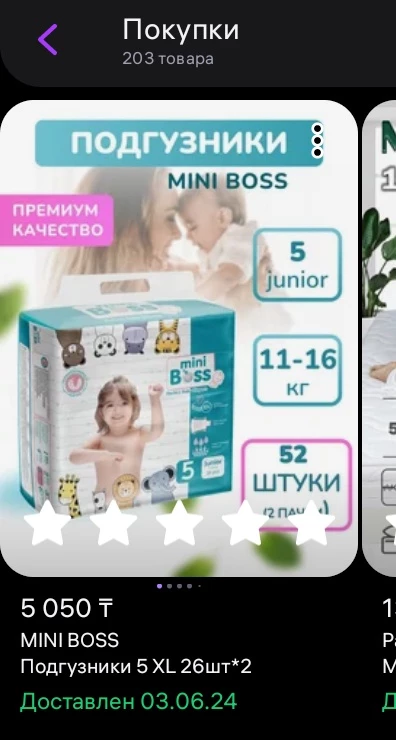 Покупки
203 товара
ПОДГУЗНИКИ
MINI BOSS
ПРЕМИУМ
КАЧЕСТВО
5
junior
11-16
кг
mini
BOSS
5
junior
52
ШТУКИ
5 050 ₸
MINI BOSS
Подгузники 5 XL 26шт*2
Доставлен 03.06.24